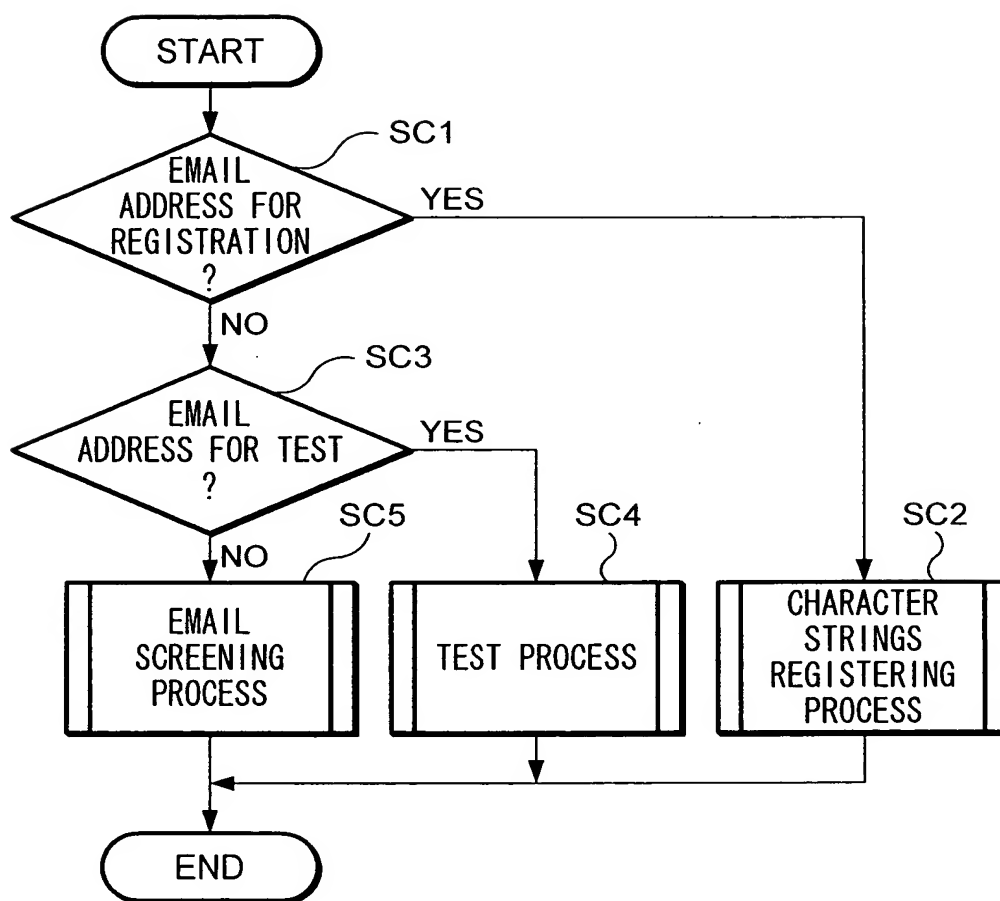 START
SC1
EMAIL
ADDRESS FOR
REGISTRATION
?
YES
NO
SC3
EMAIL
ADDRESS FOR TEST
?
YES
NO
SC5
SC4
SC2
EMAIL
SCREENING
PROCESS
TEST PROCESS
CHARACTER
STRINGS
REGISTERING
PROCESS
END